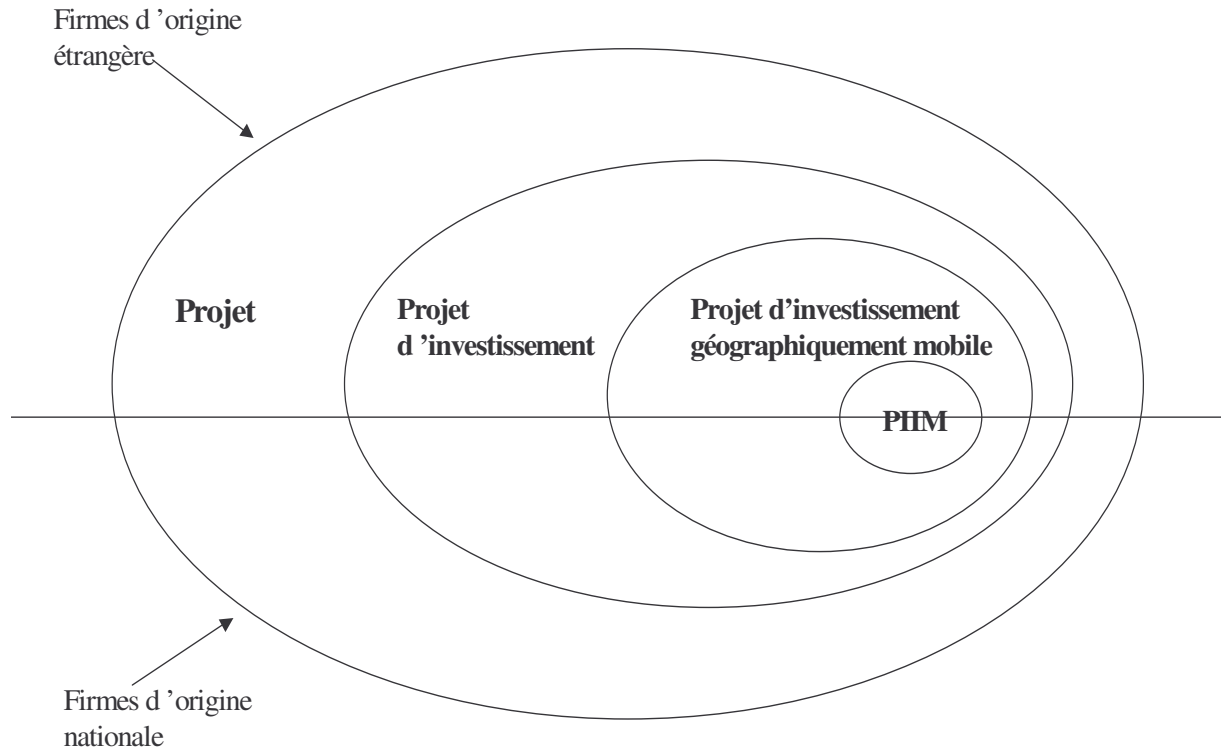 Firmes d ’origine
étrangère
Projet
Projet
d ’investissement
Projet d’investissement
géographiquement mobile
PIIM
Firmes d ’origine
nationale